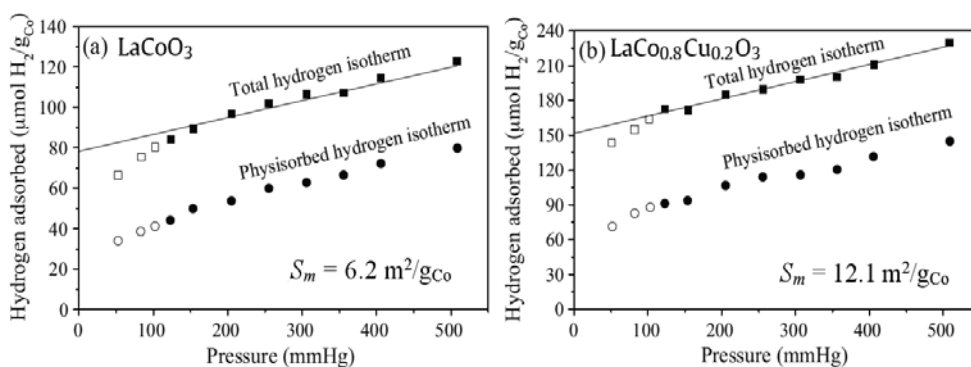 (a) LaCoO3
Total hydrogen isotherm
Physisorbed hydrogen isotherm
Sm = 6.2 m²/gCo
Hydrogen adsorbed (μmol H2/gCo)
140
120
100
80
60
40
20
0
0 100 200 300 400 500
Pressure (mmHg)
(b) LaCo0.8Cu0.2O3
Total hydrogen isotherm
Physisorbed hydrogen isotherm
Sm = 12.1 m²/gCo
Hydrogen adsorbed (μmol H2/gCo)
240
210
180
150
120
90
60
30
0
0 100 200 300 400 500
Pressure (mmHg)